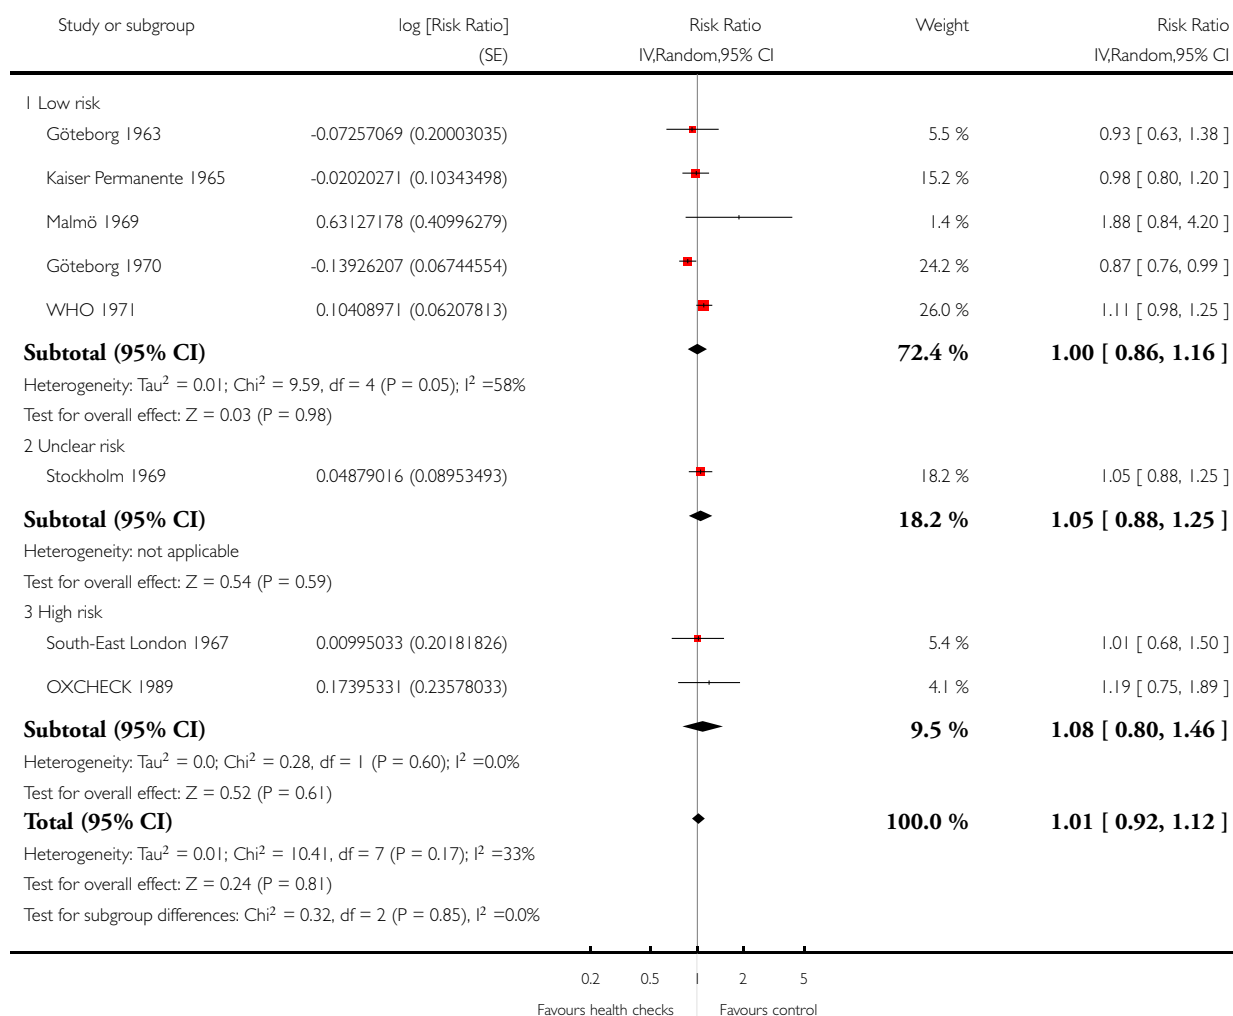 Study or subgroup log [Risk Ratio] Risk Ratio Weight Risk Ratio
(SE) IV,Random,95% CI IV,Random,95% CI
1 Low risk
Göteborg 1963 -0.07257069 (0.20003035) 5.5 % 0.93 [ 0.63, 1.38 ]
Kaiser Permanente 1965 -0.02020271 (0.10343498) 15.2 % 0.98 [ 0.80, 1.20 ]
Malmö 1969 0.63127178 (0.40996279) 1.4 % 1.88 [ 0.84, 4.20 ]
Göteborg 1970 -0.13926207 (0.06744554) 24.2 % 0.87 [ 0.76, 0.99 ]
WHO 1971 0.10408971 (0.06207813) 26.0 % 1.11 [ 0.98, 1.25 ]
Subtotal (95% CI) 72.4 % 1.00 [ 0.86, 1.16 ]
Heterogeneity: Tau² = 0.01; Chi² = 9.59, df = 4 (P = 0.05); I² =58%
Test for overall effect: Z = 0.03 (P = 0.98)
2 Unclear risk
Stockholm 1969 0.04879016 (0.08953493) 18.2 % 1.05 [ 0.88, 1.25 ]
Subtotal (95% CI) 18.2 % 1.05 [ 0.88, 1.25 ]
Heterogeneity: not applicable
Test for overall effect: Z = 0.54 (P = 0.59)
3 High risk
South-East London 1967 0.00995033 (0.20181826) 5.4 % 1.01 [ 0.68, 1.50 ]
OXCHECK 1989 0.17395331 (0.23578033) 4.1 % 1.19 [ 0.75, 1.89 ]
Subtotal (95% CI) 9.5 % 1.08 [ 0.80, 1.46 ]
Heterogeneity: Tau² = 0.0; Chi² = 0.28, df = 1 (P = 0.60); I² =0.0%
Test for overall effect: Z = 0.52 (P = 0.61)
Total (95% CI) 100.0 % 1.01 [ 0.92, 1.12 ]
Heterogeneity: Tau² = 0.01; Chi² = 10.41, df = 7 (P = 0.17); I² =33%
Test for overall effect: Z = 0.24 (P = 0.81)
Test for subgroup differences: Chi² = 0.32, df = 2 (P = 0.85), I² =0.0%
0.2 0.5 1 2 5
Favours health checks Favours control